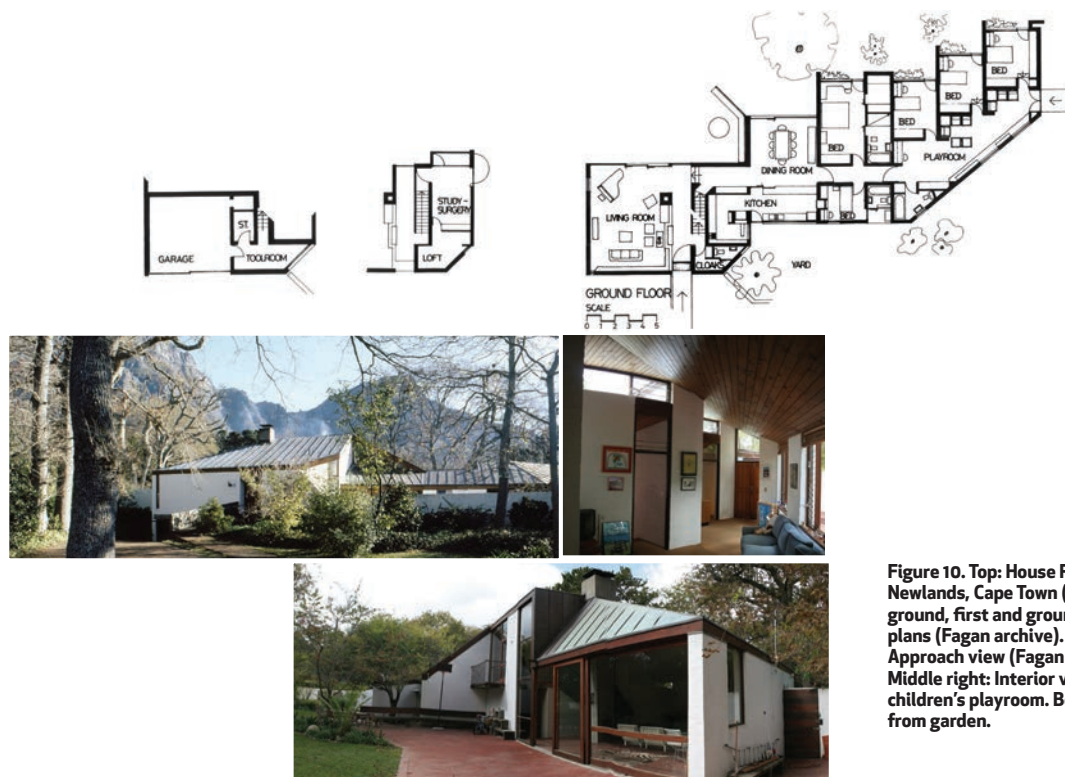 GARAGE
ST.
TOOLROOM
STUDY-
SURGERY
LOFT
BED
BED
BED
BED
PLAYROOM
DINING ROOM
KITCHEN
BED
LIVING ROOM
CLOAKS
YARD
GROUND FLOOR
SCALE
0 1 2 3 4 5
Figure 10. Top: House
Newlands, Cape Town (
ground, first and
plans (Fagan archive).
Approach view (Fagan
Middle right: Interior
children's playroom.
from garden.